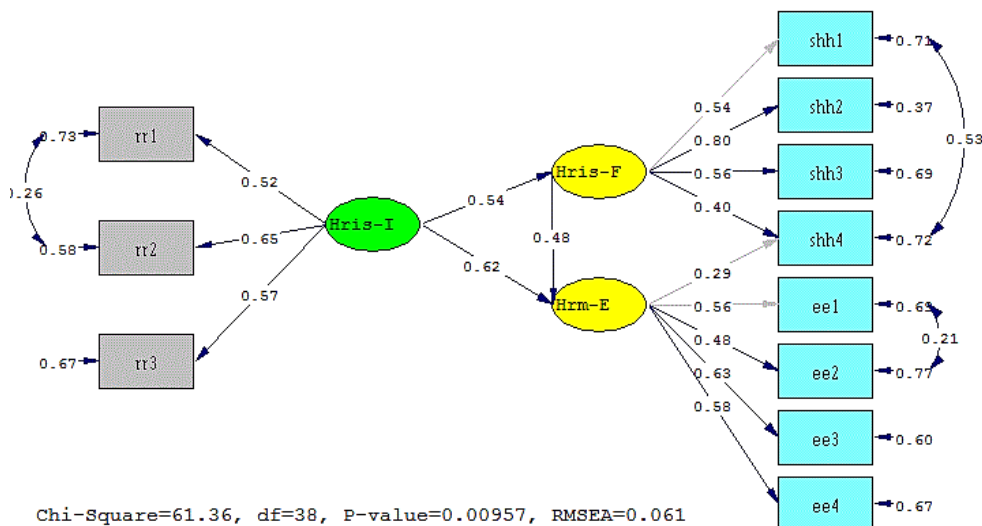 shh1
0.71
0.54
shh2
0.37
0.80
0.53
0.73
rr1
Hris-F
0.56
shh3
0.69
0.52
0.54
0.40
0.26
Hris-I
shh4
0.72
0.58
rr2
0.65
0.48
0.62
0.29
0.57
Hrm-E
0.56
ee1
0.69
0.48
0.21
0.67
rr3
0.63
ee2
0.77
0.58
ee3
0.60
ee4
0.67
Chi-Square=61.36, df=38, P-value=0.00957, RMSEA=0.061